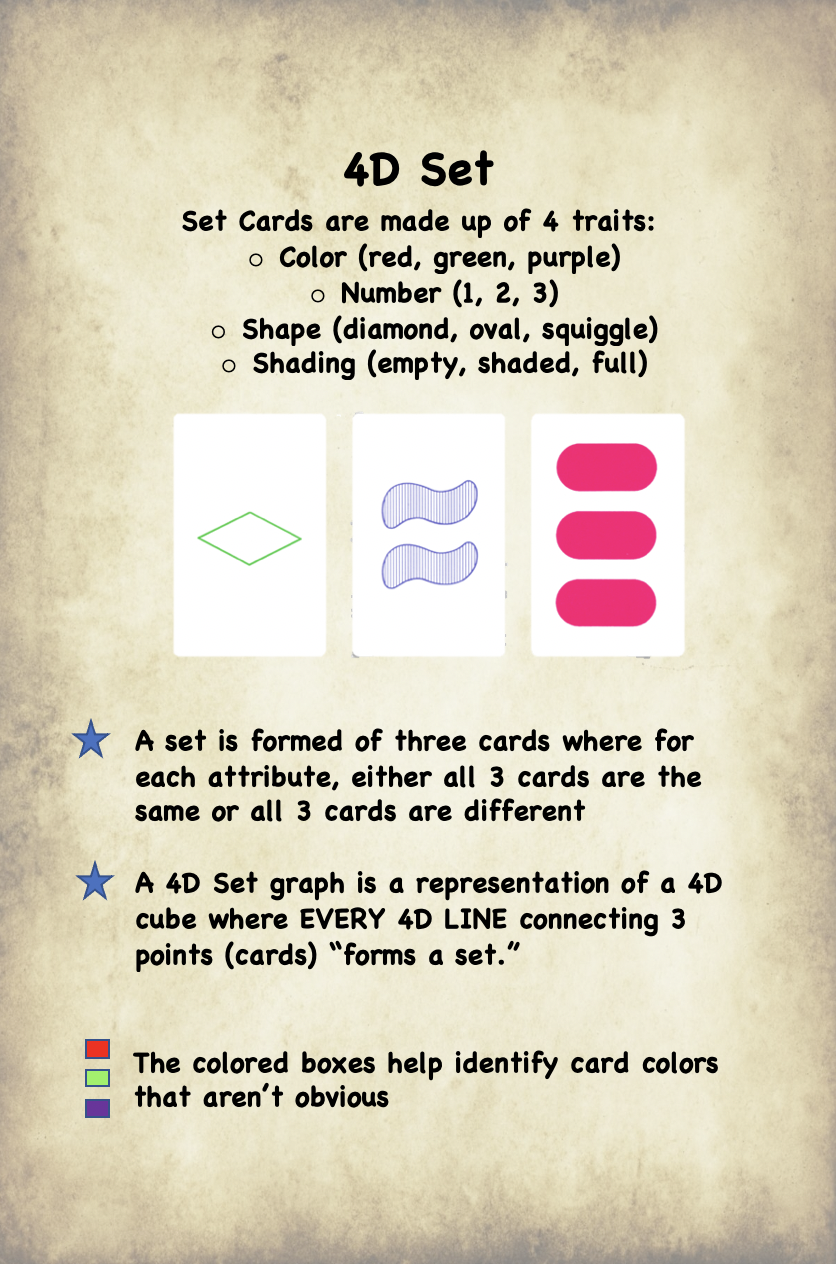 4D Set
Set Cards are made up of 4 traits:
○ Color (red, green, purple)
○ Number (1, 2, 3)
○ Shape (diamond, oval, squiggle)
○ Shading (empty, shaded, full)
A set is formed of three cards where for
each attribute, either all 3 cards are the
same or all 3 cards are different
A 4D Set graph is a representation of a 4D
cube where EVERY 4D LINE connecting 3
points (cards) “forms a set.”
The colored boxes help identify card colors
that aren’t obvious